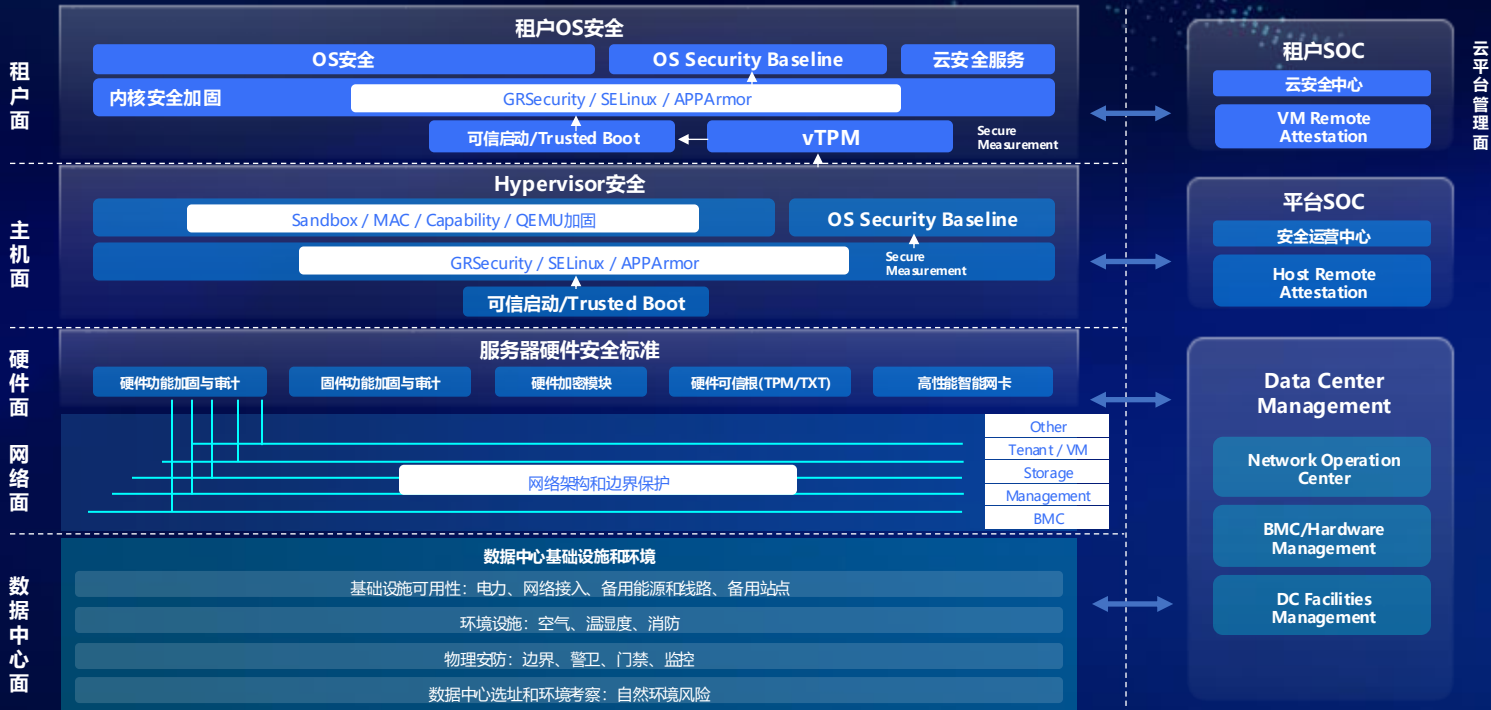 租户面
租户OS安全
OS安全
OS Security Baseline
云安全服务
内核安全加固
GRSecurity / SELinux / APPArmor
可信启动/Trusted Boot
vTPM
Secure
Measurement
租户SOC
云安全中心
VM Remote
Attestation
云平台管理面
主机面
Hypervisor安全
Sandbox / MAC / Capability / QEMU加固
OS Security Baseline
GRSecurity / SELinux / APPArmor
Secure
Measurement
可信启动/Trusted Boot
平台SOC
安全运营中心
Host Remote
Attestation
硬件面
服务器硬件安全标准
硬件功能加固与审计
固件功能加固与审计
硬件加密模块
硬件可信根(TPM/TXT)
高性能智能网卡
网络面
网络架构和边界保护
Other
Tenant / VM
Storage
Management
BMC
Data Center
Management
Network Operation
Center
BMC/Hardware
Management
DC Facilities
Management
数据中心面
数据中心基础设施和环境
基础设施可用性：电力、网络接入、备用能源和线路、备用站点
环境设施：空气、温湿度、消防
物理安防：边界、警卫、门禁、监控
数据中心选址和环境考察：自然环境风险